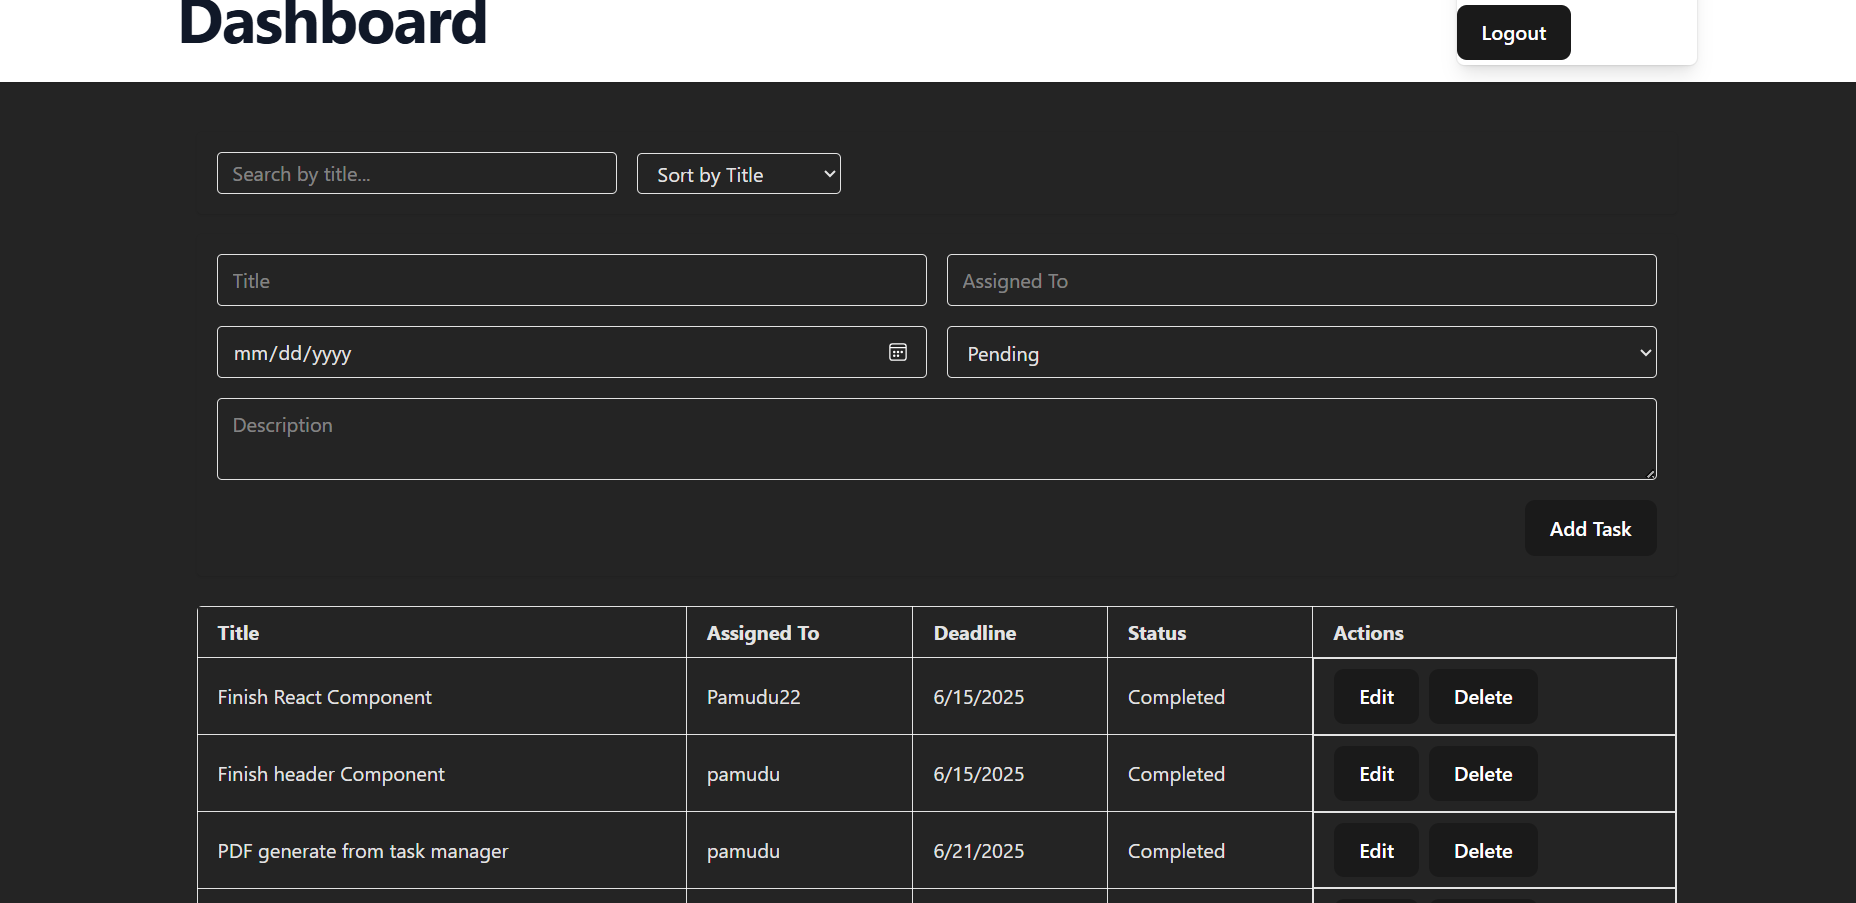 Dashboard
Logout
Search by title...
Sort by Title
Title
Assigned To
mm/dd/yyyy
Pending
Description
Add Task
Title Assigned To Deadline Status Actions
Finish React Component Pamudu22 6/15/2025 Completed Edit Delete
Finish header Component pamudu 6/15/2025 Completed Edit Delete
PDF generate from task manager pamudu 6/21/2025 Completed Edit Delete